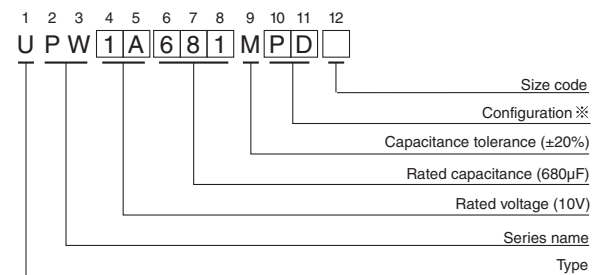 1 2 3 4 5 6 7 8 9 10 11 12
U P W 1 A 6 8 1 M P D
Size code
Configuration ※
Capacitance tolerance (±20%)
Rated capacitance (680µF)
Rated voltage (10V)
Series name
Type